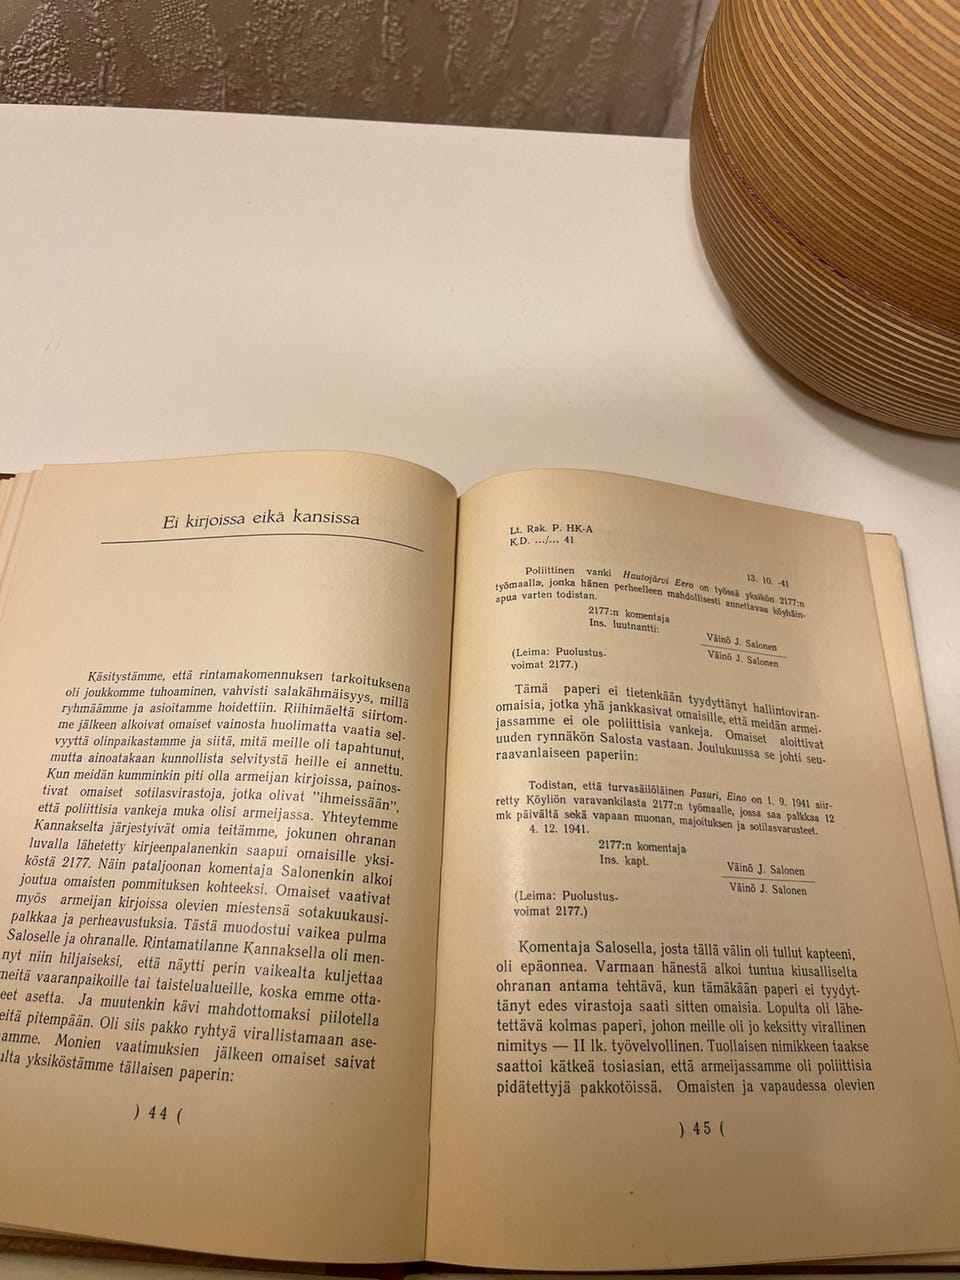 Ei kirjoissa eikä kansissa
Käsitystämme, että rintamakomennuksen tarkoituksena
oli joukkomme tuhoaminen, vahvisti salakähmäisyys, millä
ryhmäämme ja asioitamme hoidettiin. Riihimäeltä siirtom-
me jälkeen alkoivat omaiset vainosta huolimatta vaatia sel-
vyyttä olinpaikastamme ja siitä, mitä meille oli tapahtunut,
mutta ainoatakaan kunnollista selvitystä heille ei annettu.
Kun meidän kumminkin piti olla armeijan kirjoissa, painos-
tivat omaiset sotilasvirastoja, jotka olivat "ihmeissään",
että poliittisia vankeja muka olisi armeijassa. Yhteytemme
Kannakselta järjestyivät omia teitämme, jokunen ohranan
luvalla lähetetty kirjeenpalanenkin saapui omaisille yksi-
köstä 2177. Näin pataljoonan komentaja Salonenkin alkoi
joutua omaisten pommituksen kohteeksi. Omaiset vaativat
myös armeijan kirjoissa olevien miestensä sotakuukausi-
palkkaa ja perheavustuksia. Tästä muodostui vaikea pulma
Saloselle ja ohranalle. Rintamatilanne Kannaksella oli men-
nyt niin hiljaiseksi, että näytti perin vaikealta kuljettaa
meitä vaaranpaikoille tai taistelualueille, koska emme otta-
eet asetta. Ja muutenkin kävi mahdottomaksi piilotella
eitä pitempään. Oli siis pakko ryhtyä virallistamaan ase-
amme. Monien vaatimuksien jälkeen omaiset saivat
ulta yksiköstämme tällaisen paperin:
) 44 (
Lt. Rak. P. HK-A
K.D. .../... 41
13. 10. -41
Poliittinen vanki Hautojärvi Eero on työssä yksikön 2177:n
työmaalla, jonka hänen perheelleen mahdollisesti annettavaa köyhäin-
apua varten todistan.
2177:n komentaja
Ins. luutnantti:
Väinö J. Salonen
Väinö J. Salonen
(Leima: Puolustus-
voimat 2177.)
Tämä paperi ei tietenkään tyydyttänyt hallintoviran-
omaisia, jotka yhä jankkasivat omaisille, että meidän armei-
jassamme ei ole poliittisia vankeja. Omaiset aloittivat
uuden rynnäkön Salosta vastaan. Joulukuussa se johti seu-
raavanlaiseen paperiin:
Todistan, että turvasäilöläinen Pasuri, Eino on 1. 9. 1941 siir-
retty Köyliön varavankilasta 2177:n työmaalle, jossa saa palkkaa 12
mk päivältä sekä vapaan muonan, majoituksen ja sotilasvarusteet.
4. 12. 1941.
2177:n komentaja
Ins. kapt.
Väinö J. Salonen
Väinö J. Salonen
(Leima: Puolustus-
voimat 2177.)
Komentaja Salosella, josta tällä välin oli tullut kapteeni,
oli epäonnea. Varmaan hänestä alkoi tuntua kiusalliselta
ohranan antama tehtävä, kun tämäkään paperi ei tyydyt-
tänyt edes virastoja saati sitten omaisia. Lopulta oli lähe-
tettävä kolmas paperi, johon meille oli jo keksitty virallinen
nimitys — II lk. työvelvollinen. Tuollaisen nimikkeen taakse
saattoi kätkeä tosiasian, että armeijassamme oli poliittisia
pidätettyjä pakkotöissä. Omaisten ja vapaudessa olevien
) 45 (